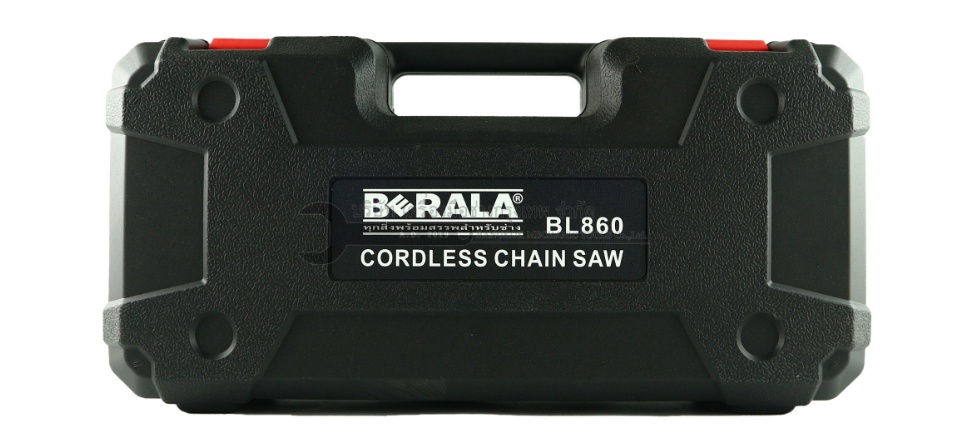 BERALA®
ทุกสิ่งพร้อมสรรพสำหรับช่าง
BL860
CORDLESS CHAIN SAW